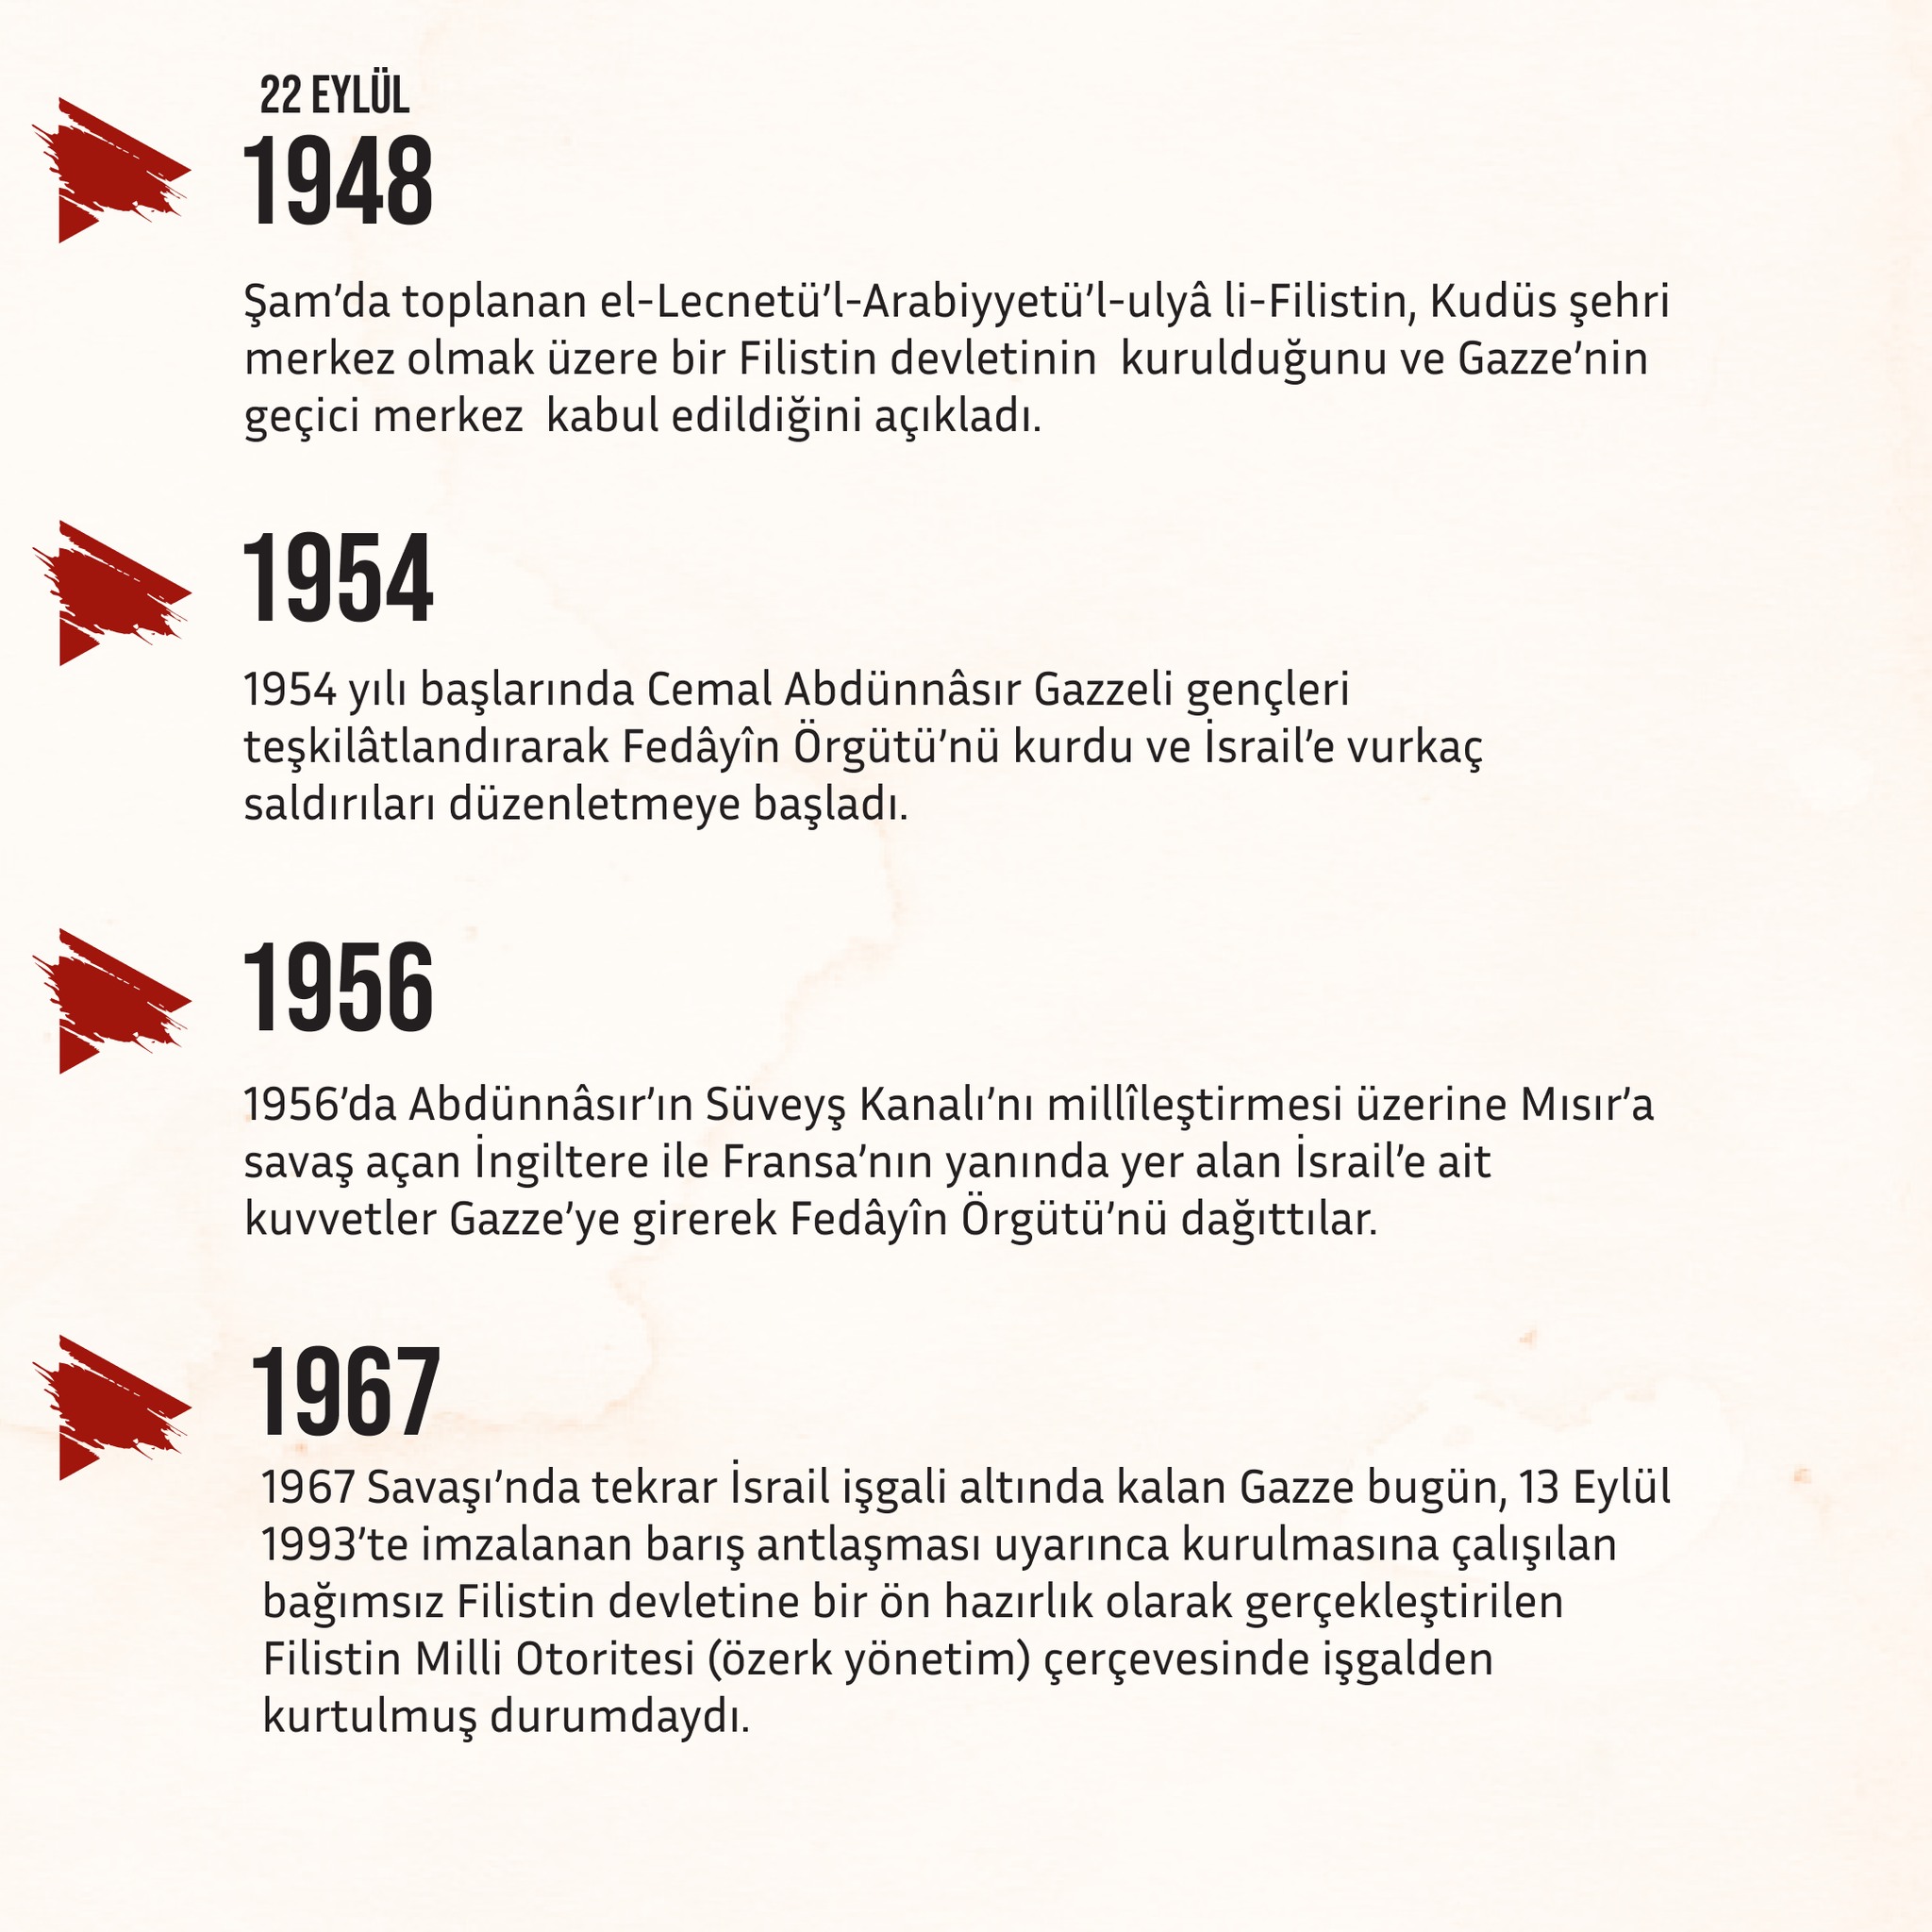 22 EYLÜL
1948
Şam’da toplanan el-Lecnetü’l-Arabiyyetü’l-ulyâ li-Filistin, Kudüs şehri
merkez olmak üzere bir Filistin devletinin  kurulduğunu ve Gazze’nin
geçici merkez  kabul edildiğini açıkladı.
1954
1954 yılı başlarında Cemal Abdünnâsır Gazzeli gençleri
teşkilâtlandırarak Fedâyîn Örgütü’nü kurdu ve İsrail’e vurkaç
saldırıları düzenletmeye başladı.
1956
1956’da Abdünnâsır’ın Süveyş Kanalı’nı millîleştirmesi üzerine Mısır’a
savaş açan İngiltere ile Fransa’nın yanında yer alan İsrail’e ait
kuvvetler Gazze’ye girerek Fedâyîn Örgütü’nü dağıttılar.
1967
1967 Savaşı’nda tekrar İsrail işgali altında kalan Gazze bugün, 13 Eylül
1993’te imzalanan barış antlaşması uyarınca kurulmasına çalışılan
bağımsız Filistin devletine bir ön hazırlık olarak gerçekleştirilen
Filistin Milli Otoritesi (özerk yönetim) çerçevesinde işgalden
kurtulmuş durumdaydı.